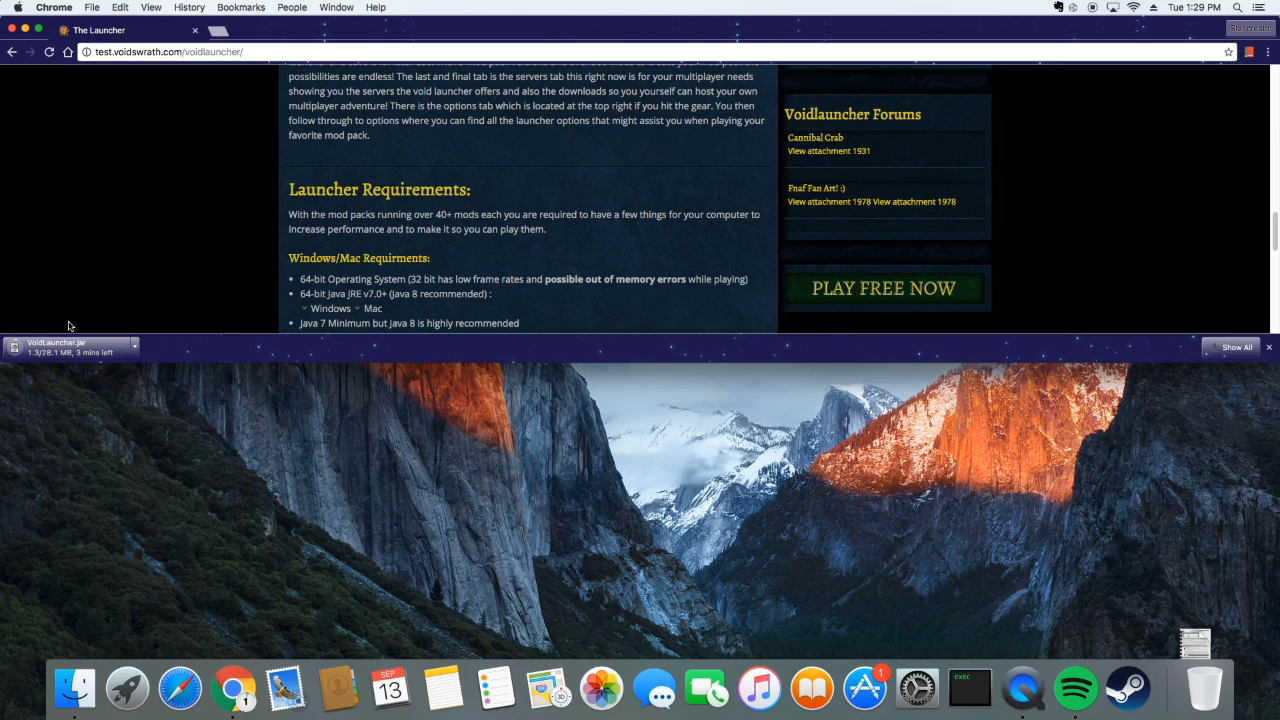 Chrome File Edit View History Bookmarks People Window Help
Tue 1:29 PM
The Launcher
test.voidswrath.com/voidlauncher/
possibilities are endless! The last and final tab is the servers tab this right now is for your multiplayer needs
showing you the servers the void launcher offers and also the downloads so you yourself can host your own
multiplayer adventure! There is the options tab which is located at the top right if you hit the gear. You then
follow through to options where you can find all the launcher options that might assist you when playing your
favorite mod pack.
Launcher Requirements:
With the mod packs running over 40+ mods each you are required to have a few things for your computer to
increase performance and to make it so you can play them.
Windows/Mac Requirments:
64-bit Operating System (32 bit has low frame rates and possible out of memory errors while playing)
64-bit Java JRE v7.0+ (Java 8 recommended) :
Windows Mac
Java 7 Minimum but Java 8 is highly recommended
Voidlauncher Forums
Cannibal Crab
View attachment 1931
Fnaf Fan Art! :)
View attachment 1978 View attachment 1978
PLAY FREE NOW
VoidLauncher.jar
1.3/28.1 MB, 3 mins left
Show All
SEP
13
3D
1
1
exec